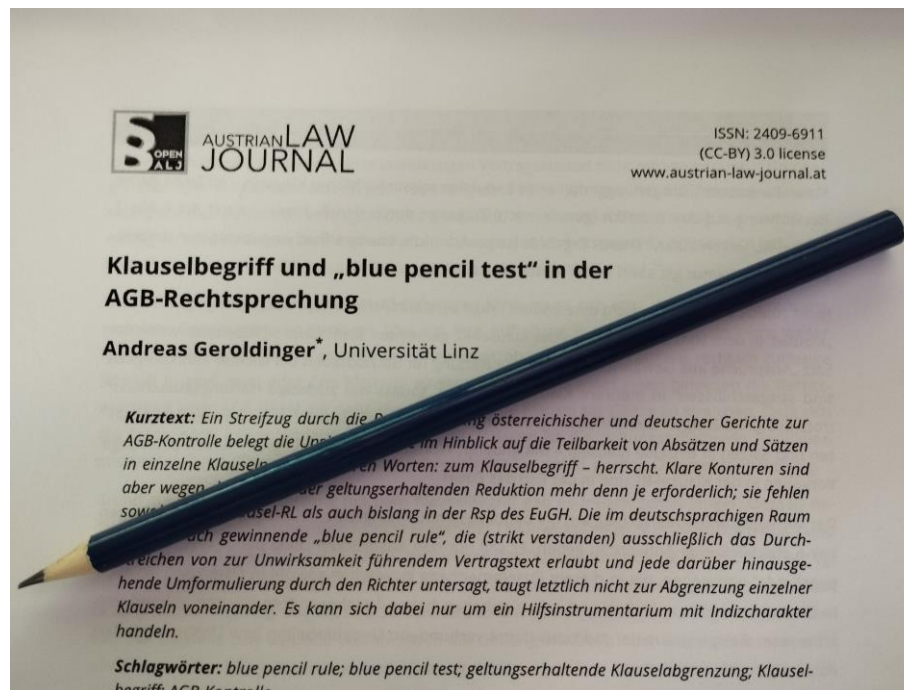 §
OPEN
ALJ
AUSTRIAN LAW
JOURNAL
ISSN: 2409-6911
(CC-BY) 3.0 license
www.austrian-law-journal.at
Klauselbegriff und „blue pencil test“ in der
AGB-Rechtsprechung
Andreas Geroldinger*, Universität Linz
Kurztext: Ein Streifzug durch die österreichischer und deutscher Gerichte zur
AGB-Kontrolle belegt die im Hinblick auf die Teilbarkeit von Absätzen und Sätzen
in einzelne Klauseln Worten: zum Klauselbegriff – herrscht. Klare Konturen sind
aber wegen der geltungserhaltenden Reduktion mehr denn je erforderlich; sie fehlen
als auch bislang in der Rsp des EuGH. Die im deutschsprachigen Raum
gewinnende „blue pencil rule“, die (strikt verstanden) ausschließlich das Durch-
streichen von zur Unwirksamkeit führendem Vertragstext erlaubt und jede darüber hinausge-
hende Umformulierung durch den Richter untersagt, taugt letztlich nicht zur Abgrenzung einzelner
Klauseln voneinander. Es kann sich dabei nur um ein Hilfsinstrumentarium mit Indizcharakter
handeln.
Schlagwörter: blue pencil rule; blue pencil test; geltungserhaltende Klauselabgrenzung; Klausel-
begriff; AGB-Kontrolle